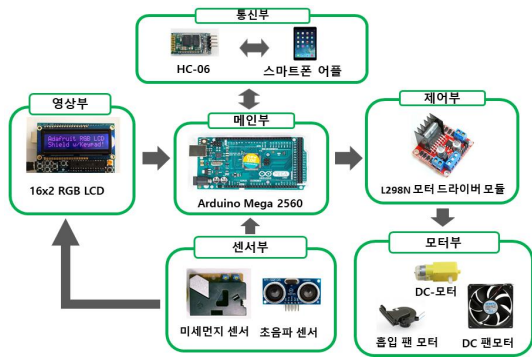 통신부
HC-06
스마트폰 어플
영상부
Adafruit RGB LCD
Shield w/Keypad!
16x2 RGB LCD
메인부
Arduino Mega 2560
제어부
L298N 모터 드라이버 모듈
센서부
미세먼지 센서
초음파 센서
모터부
DC-모터
흡입 팬 모터
DC 팬모터